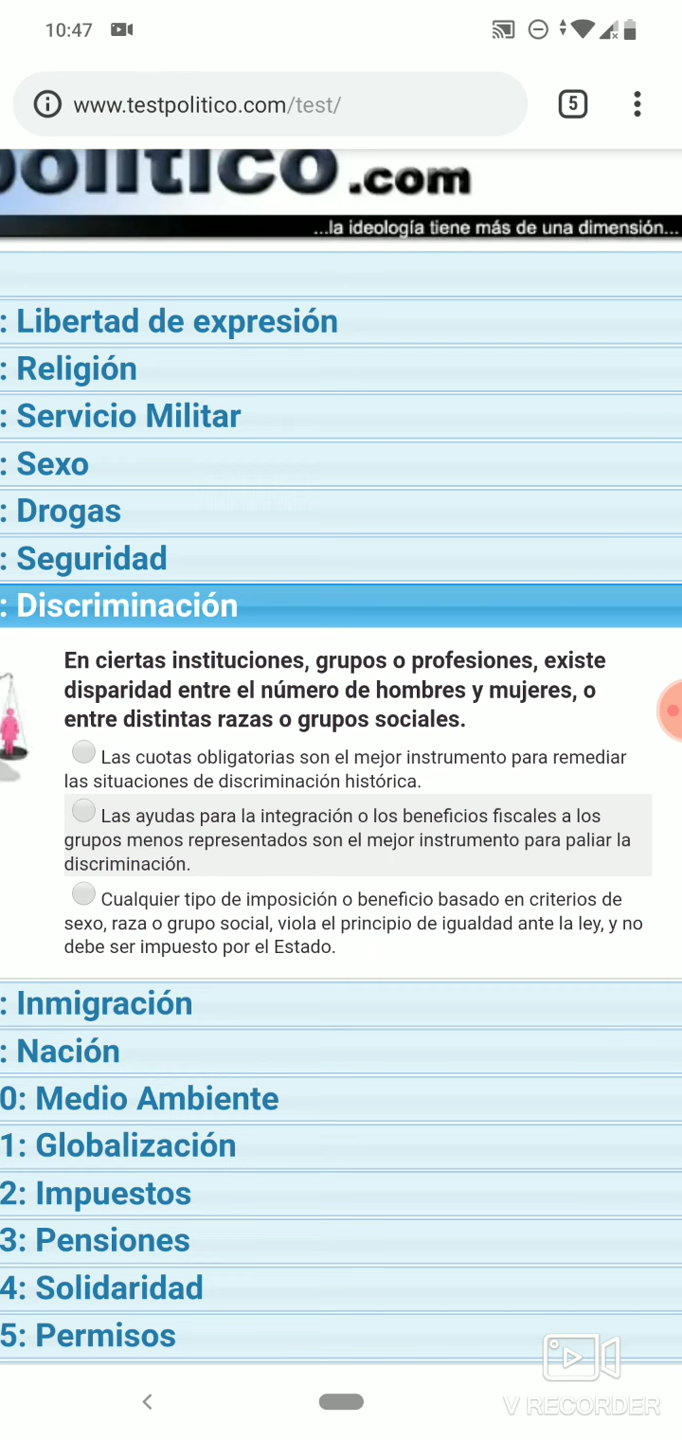 10:47
www.testpolitico.com/test/
5
politico.com
...la ideología tiene más de una dimensión...
: Libertad de expresión
: Religión
: Servicio Militar
: Sexo
: Drogas
: Seguridad
: Discriminación
En ciertas instituciones, grupos o profesiones, existe
disparidad entre el número de hombres y mujeres, o
entre distintas razas o grupos sociales.
Las cuotas obligatorias son el mejor instrumento para remediar
las situaciones de discriminación histórica.
Las ayudas para la integración o los beneficios fiscales a los
grupos menos representados son el mejor instrumento para paliar la
discriminación.
Cualquier tipo de imposición o beneficio basado en criterios de
sexo, raza o grupo social, viola el principio de igualdad ante la ley, y no
debe ser impuesto por el Estado.
: Inmigración
: Nación
0: Medio Ambiente
1: Globalización
2: Impuestos
3: Pensiones
4: Solidaridad
5: Permisos
V RECORDER